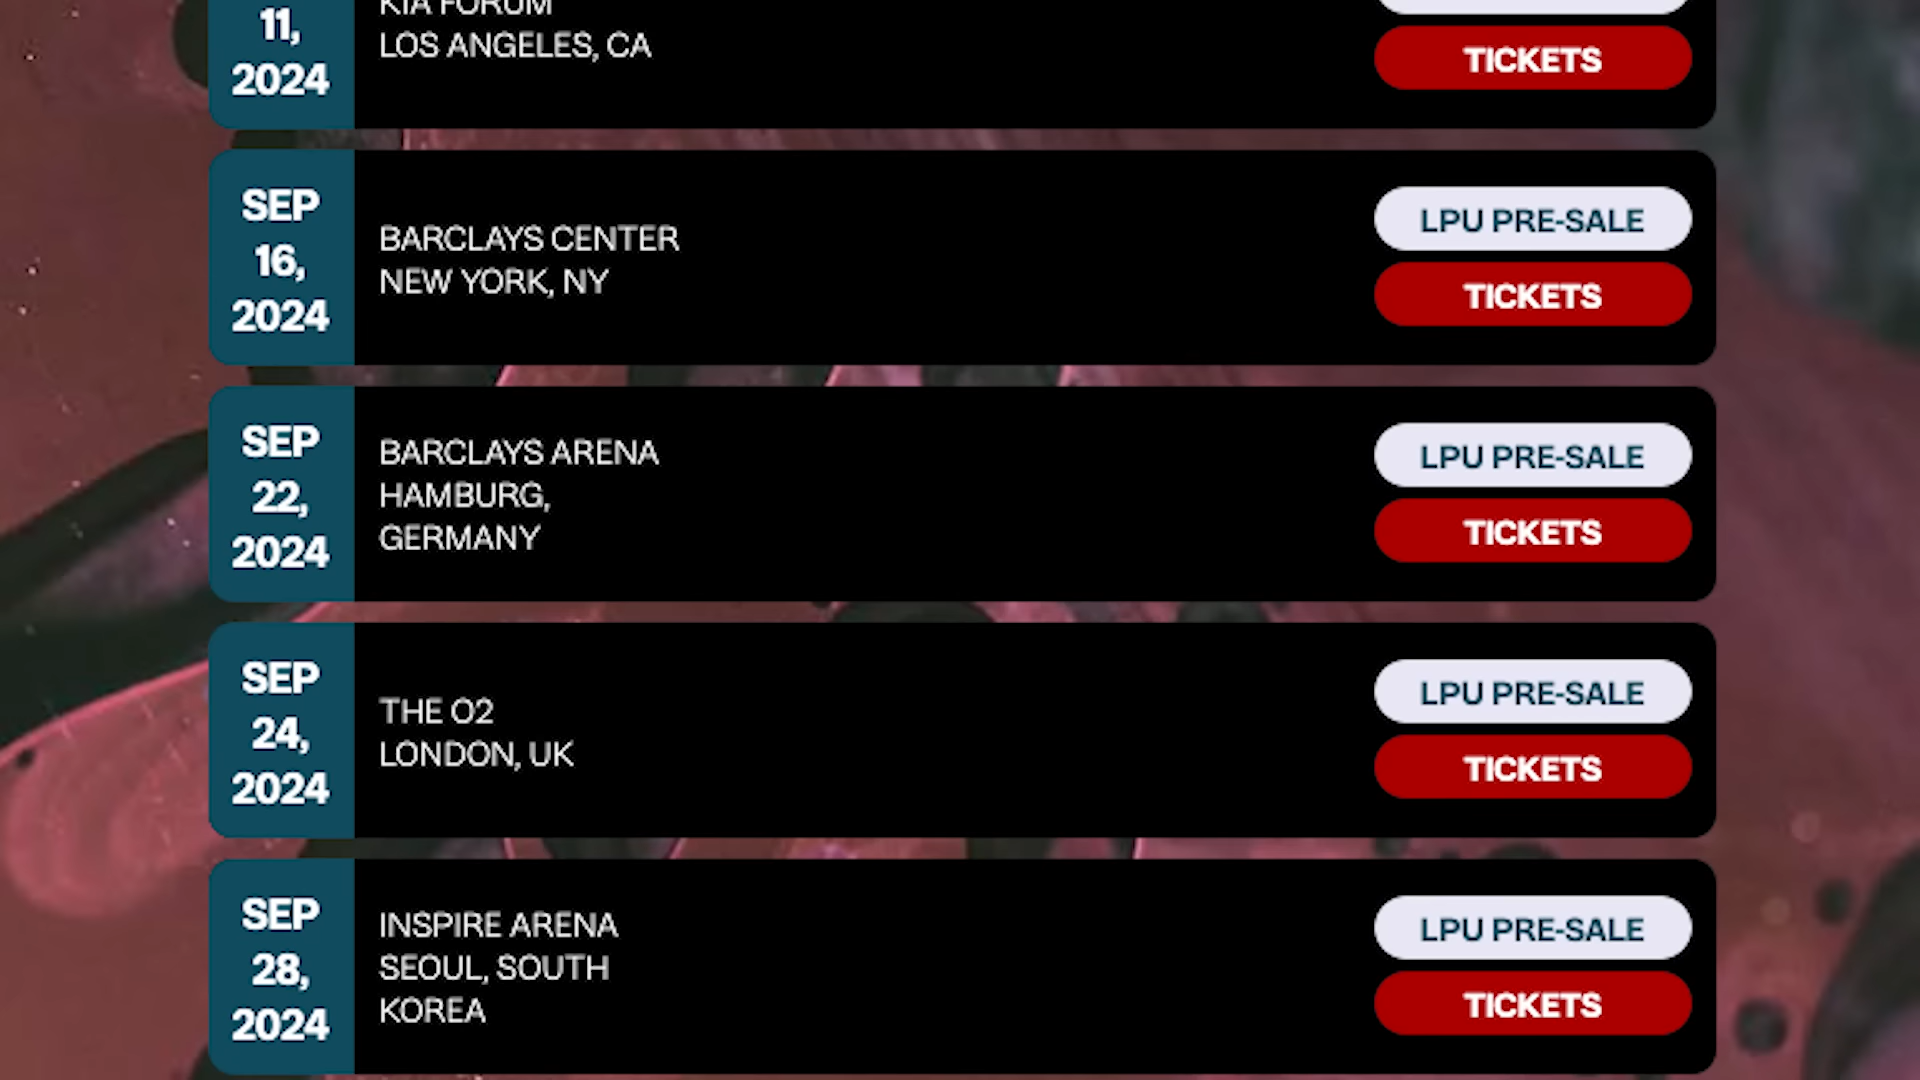 11,
2024
KIA FORUM
LOS ANGELES, CA
TICKETS
SEP
16,
2024
BARCLAYS CENTER
NEW YORK, NY
LPU PRE-SALE
TICKETS
SEP
22,
2024
BARCLAYS ARENA
HAMBURG,
GERMANY
LPU PRE-SALE
TICKETS
SEP
24,
2024
THE O2
LONDON, UK
LPU PRE-SALE
TICKETS
SEP
28,
2024
INSPIRE ARENA
SEOUL, SOUTH
KOREA
LPU PRE-SALE
TICKETS